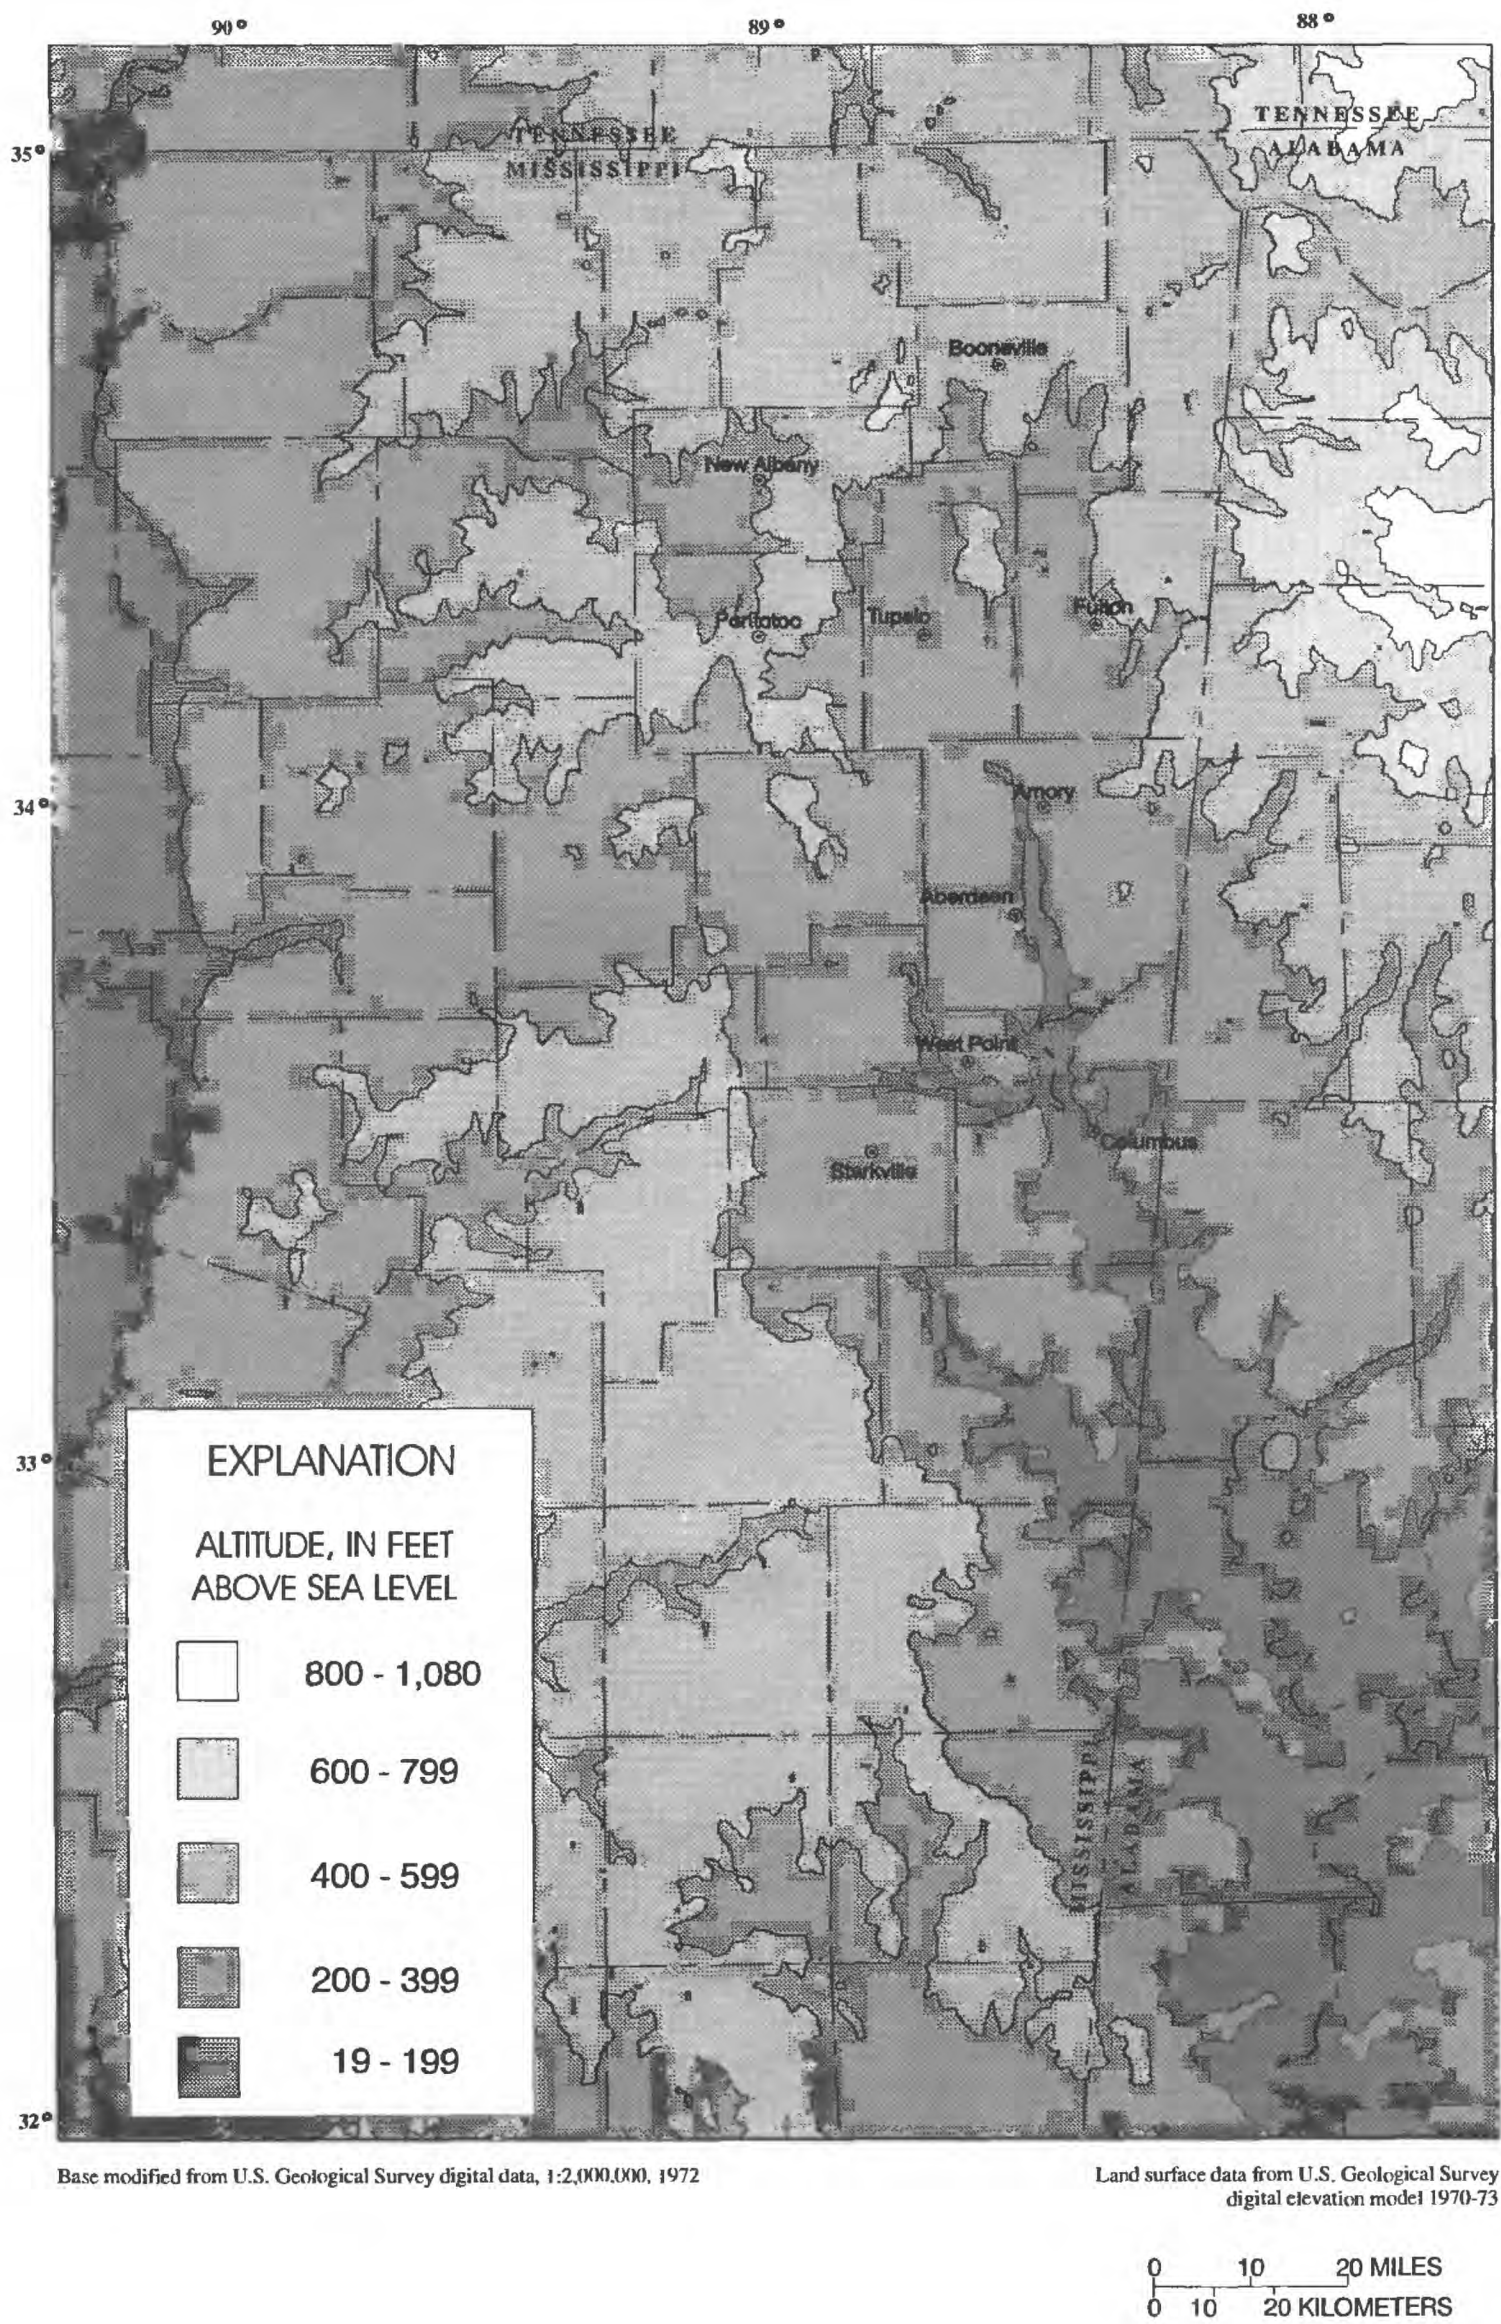 90° 89° 88°
TENNESSEE
TENNESSEE
35°
ALABAMA
MISSISSIPPI
Booneville
New Albany
Fulton
Pontotoc
Tupelo
34°
Amory
Aberdeen
West Point
Columbus
Starkville
33°
EXPLANATION
ALTITUDE, IN FEET
ABOVE SEA LEVEL
800 - 1,080
600 - 799
400 - 599
200 - 399
19 - 199
MISSISSIPPI
ALABAMA
32°
Base modified from U.S. Geological Survey digital data, 1:2,000,000, 1972
Land surface data from U.S. Geological Survey
digital elevation model 1970-73
0 10 20 MILES
0 10 20 KILOMETERS